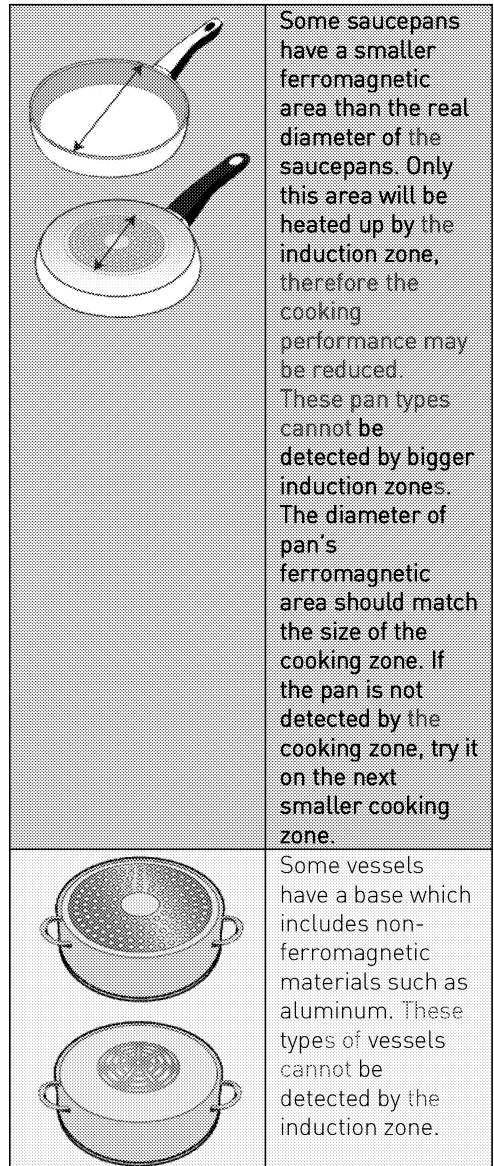 Some saucepans
have a smaller
ferromagnetic
area than the real
diameter of the
saucepans. Only
this area will be
heated up by the
induction zone,
therefore the
cooking
performance may
be reduced.
These pan types
cannot be
detected by bigger
induction zones.
The diameter of
pan's
ferromagnetic
area should match
the size of the
cooking zone. If
the pan is not
detected by the
cooking zone, try it
on the next
smaller cooking
zone.
Some vessels
have a base which
includes non-
ferromagnetic
materials such as
aluminum. These
types of vessels
cannot be
detected by the
induction zone.